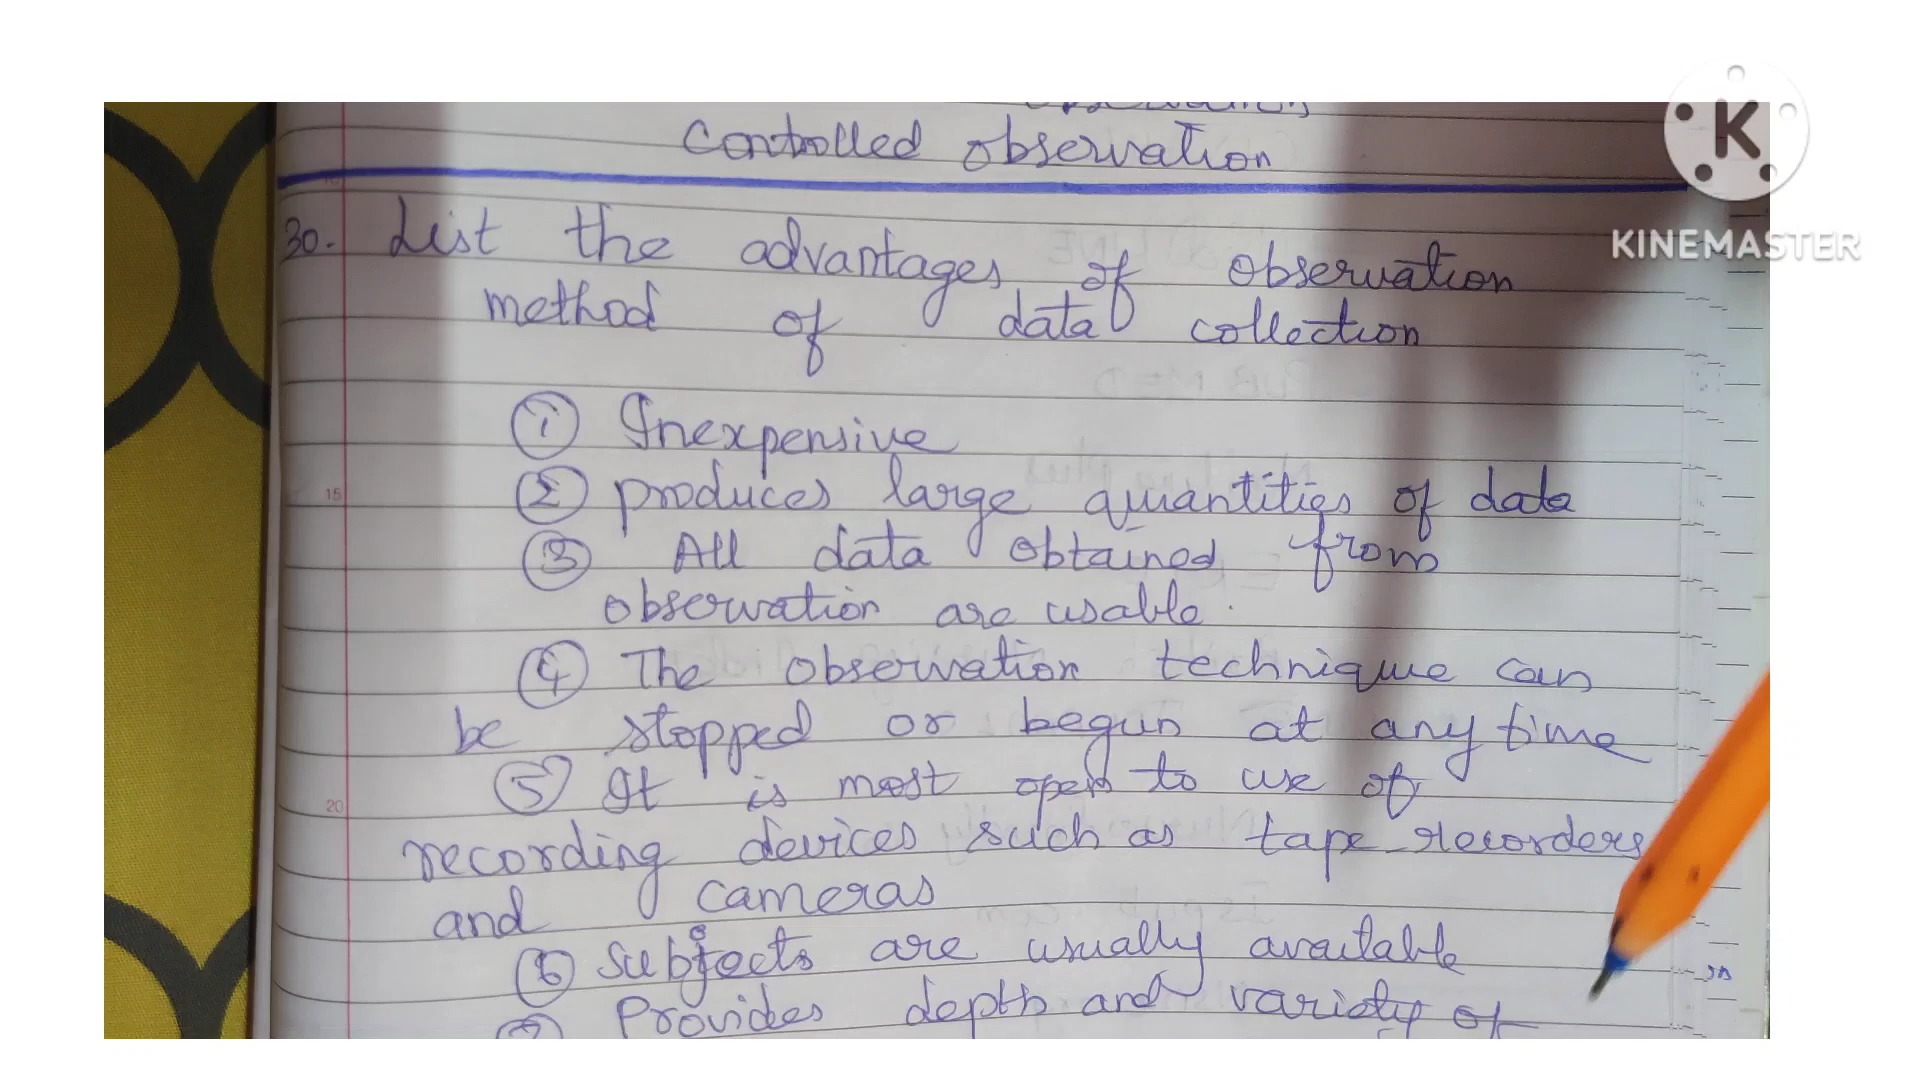 Controlled observation
30. List the advantages of observation
method of data collection
① Inexpensive
② produces large quantities of data
③ All data obtained from
observation are usable.
④ The observation technique can
be stopped or begun at any time
⑤ It is most open to use of
recording devices such as tape-recorders
and cameras
⑥ Subjects are usually available
⑦ Provides depth and variety of
15
20
K
KINEMASTER